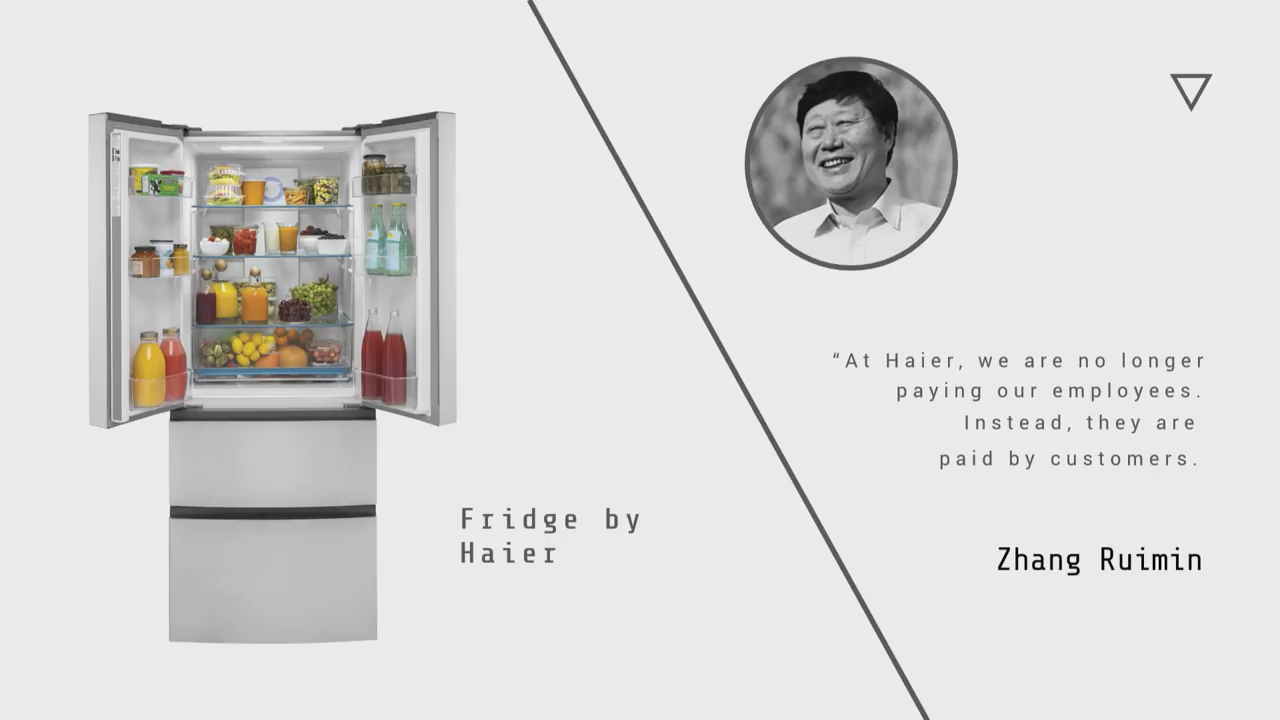 Fridge by
Haier
“At Haier, we are no longer
paying our employees.
Instead, they are
paid by customers.
Zhang Ruimin